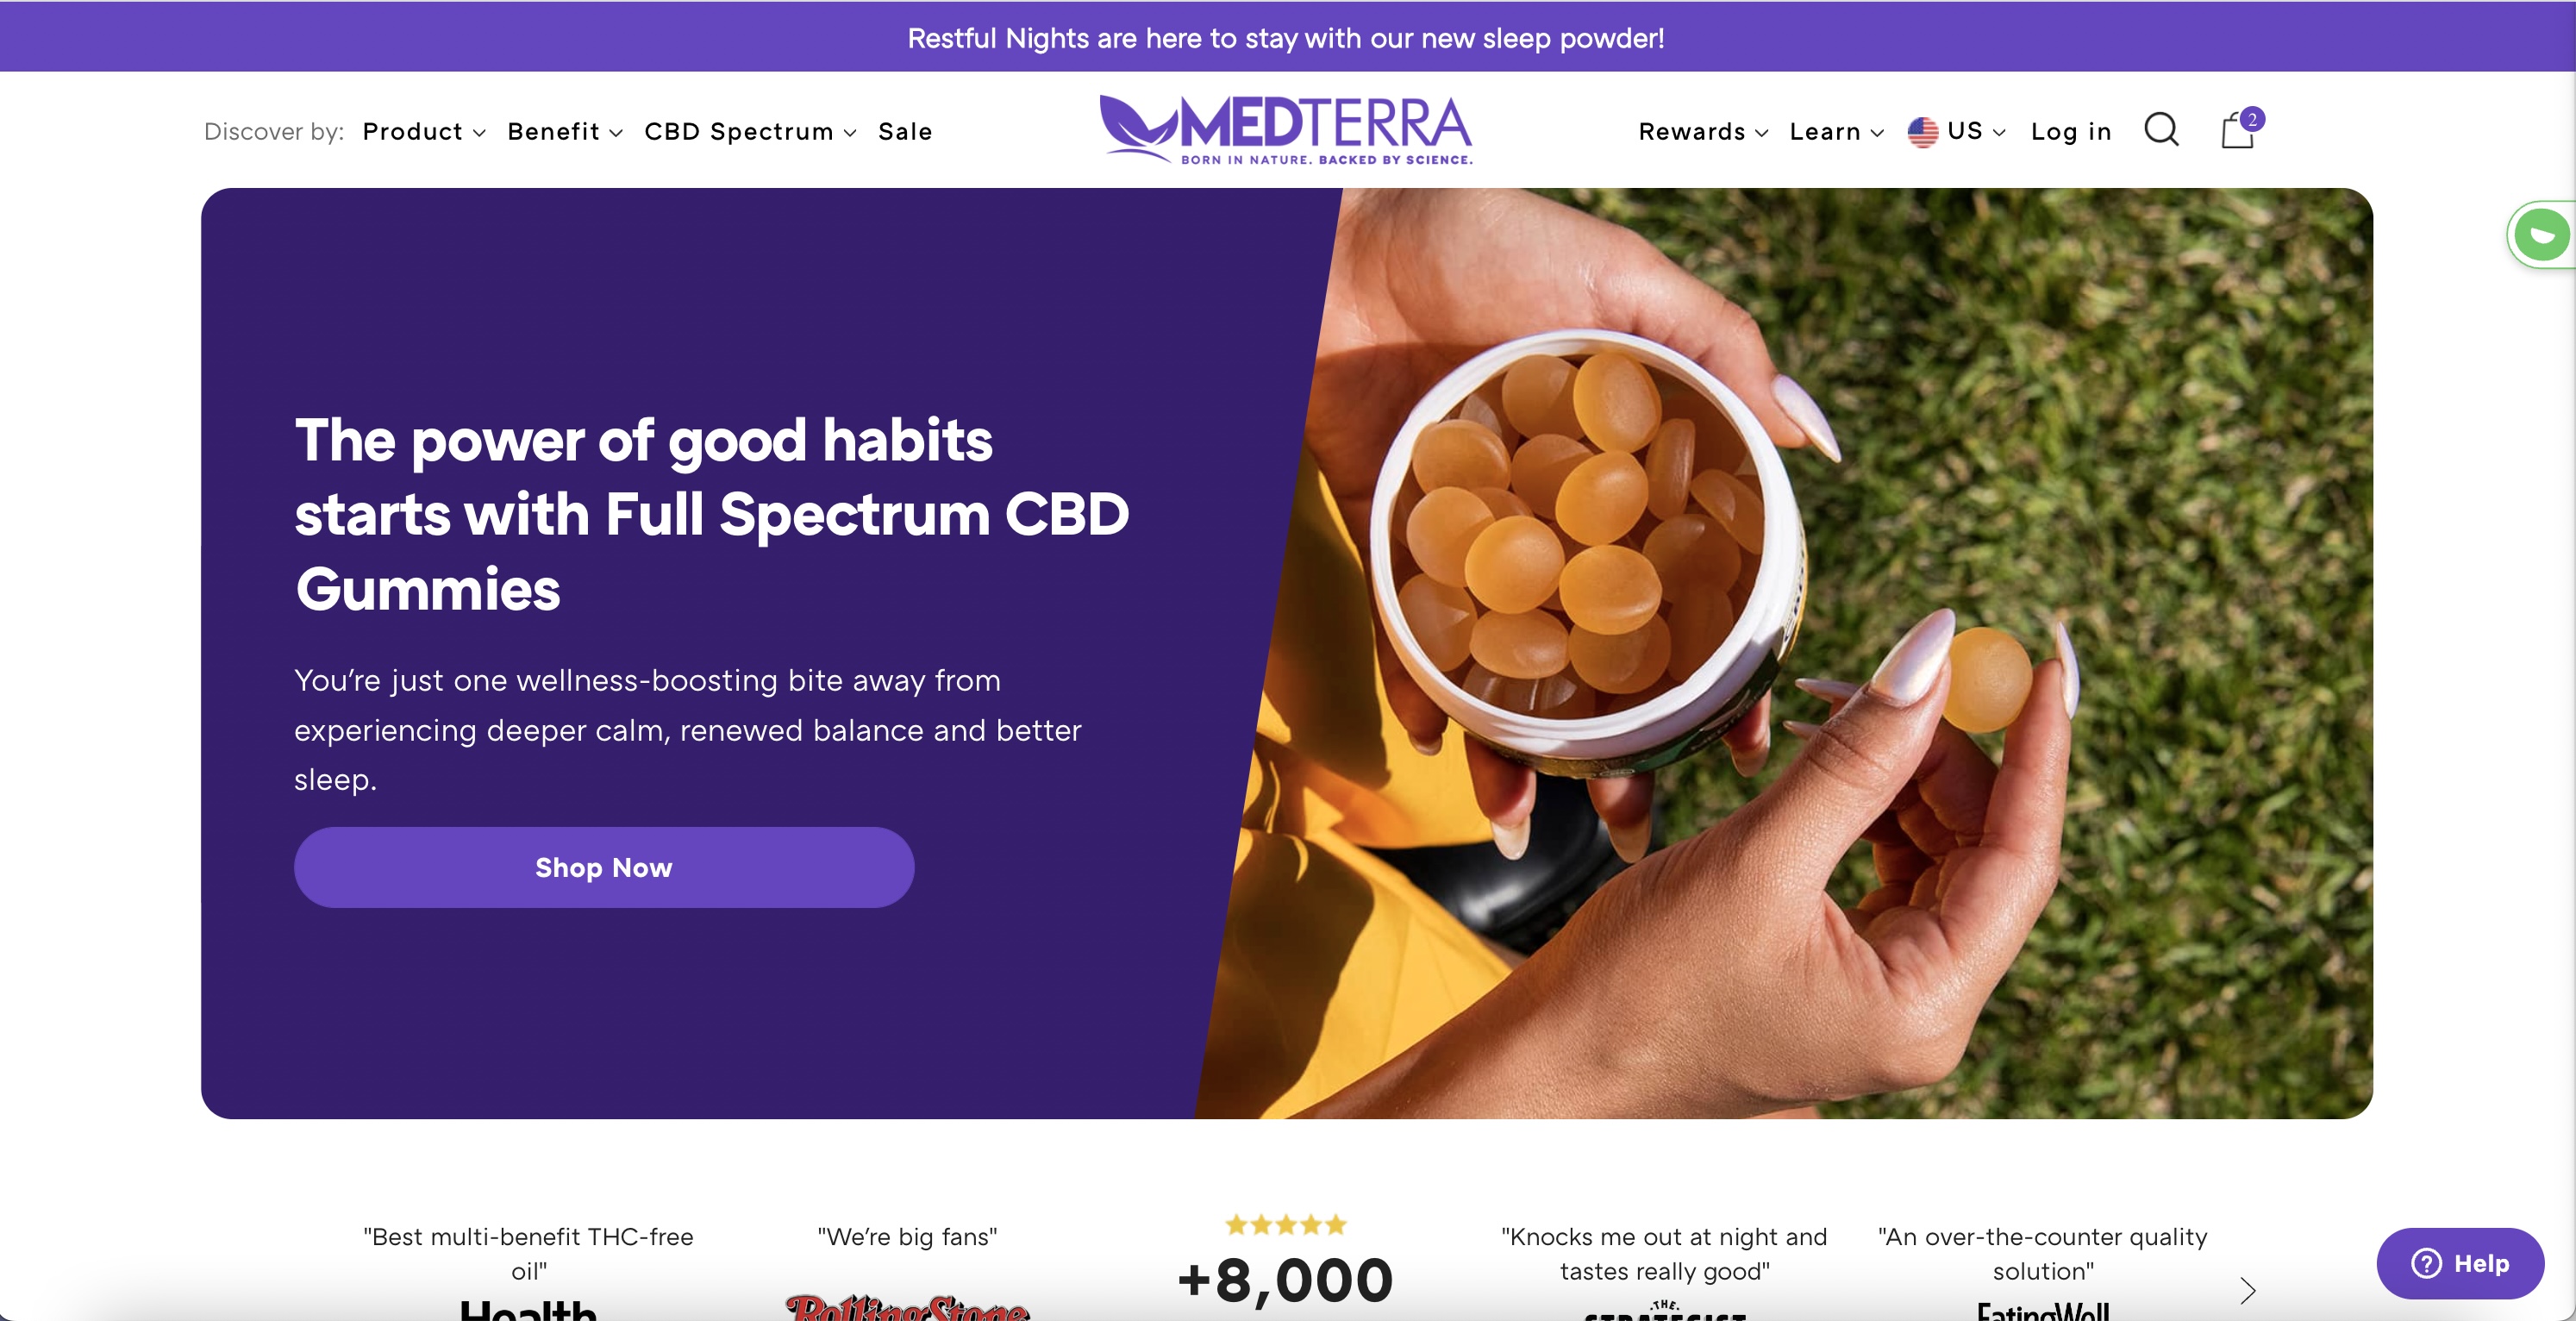 Restful Nights are here to stay with our new sleep powder!
Discover by: Product Benefit CBD Spectrum Sale
MEDTERRA
BORN IN NATURE. BACKED BY SCIENCE.
Rewards Learn US Log in 2
The power of good habits
starts with Full Spectrum CBD
Gummies
You’re just one wellness-boosting bite away from
experiencing deeper calm, renewed balance and better
sleep.
Shop Now
"Best multi-benefit THC-free
oil"
Health
"We’re big fans"
RollingStone
+8,000
"Knocks me out at night and
tastes really good"
THE
STRATEGIST
"An over-the-counter quality
solution"
EatingWell
Help